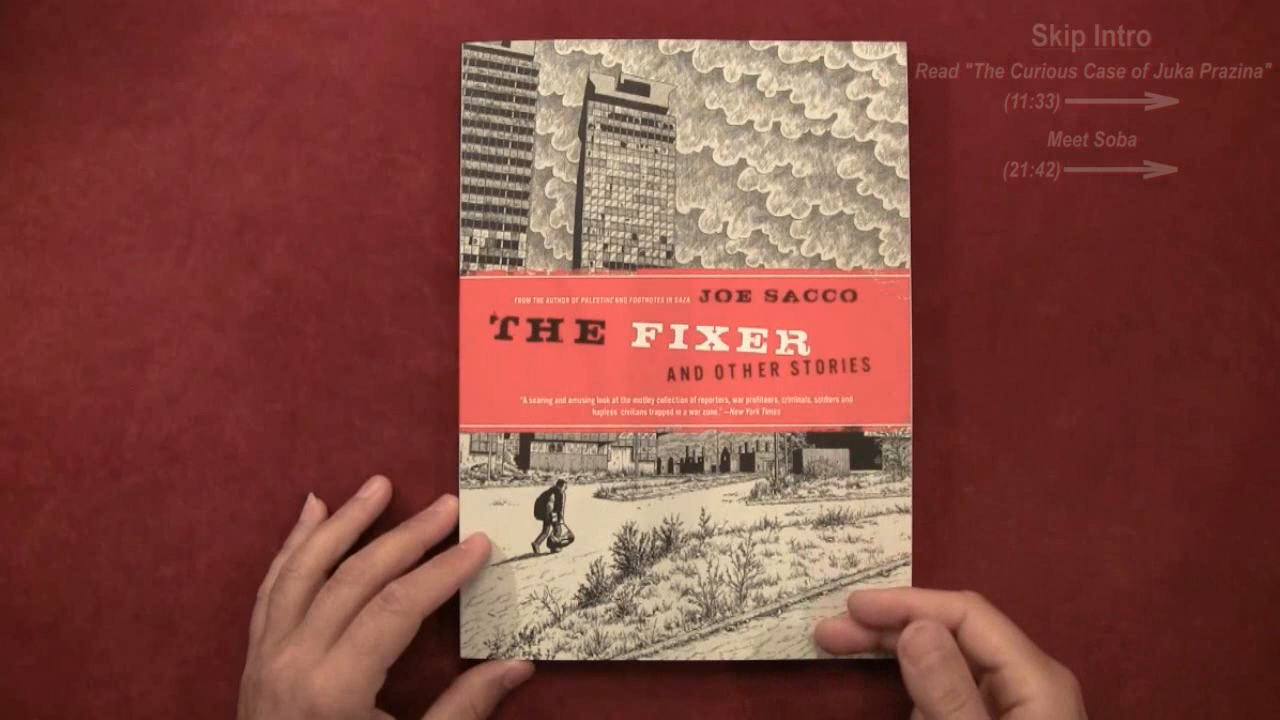 Skip Intro
Read "The Curious Case of Juka Prazina"
(11:33)
Meet Soba
(21:42)
FROM THE AUTHOR OF PALESTINE AND FOOTNOTES IN GAZA JOE SACCO
THE FIXER
AND OTHER STORIES
"A searing and amusing look at the motley collection of reporters, war profiteers, criminals, soldiers and
hapless civilians trapped in a war zone." —New York Times